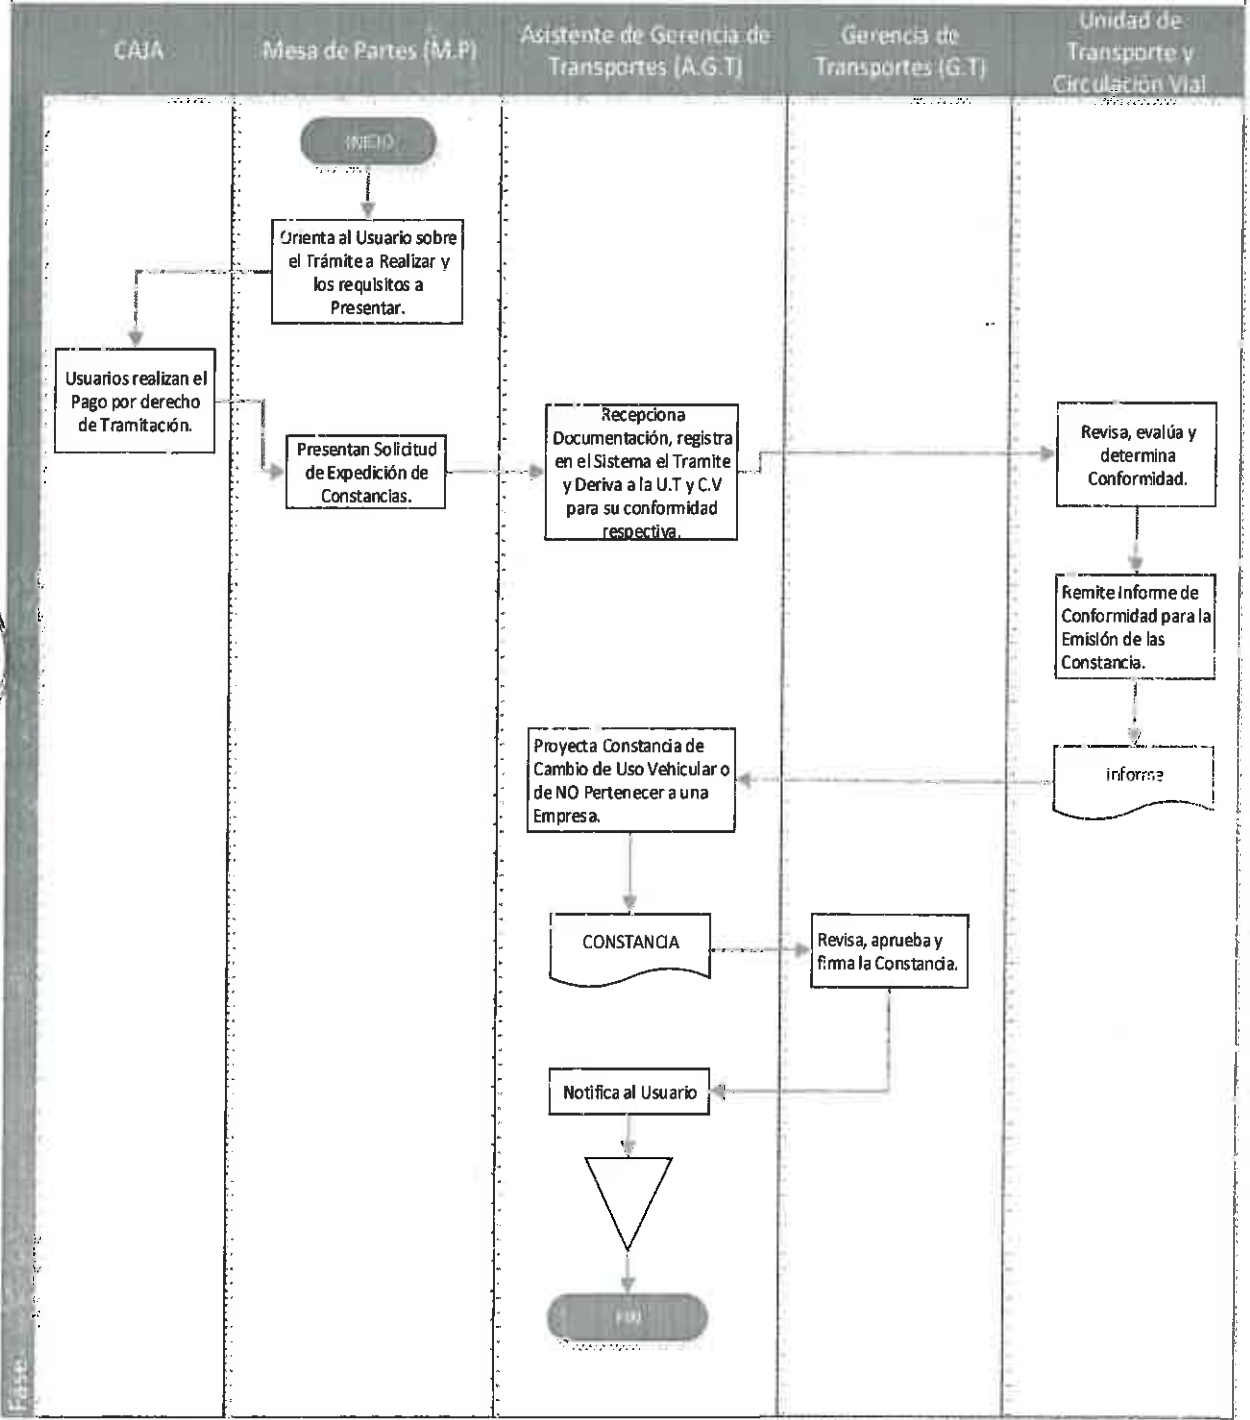 CAJA
Mesa de Partes (M.P)
Asistente de Gerencia de
Transportes (A.G.T)
Gerencia de
Transportes (G.T)
Unidad de
Transporte y
Circulación Vial
INICIO
Orienta al Usuario sobre
el Trámite a Realizar y
los requisitos a
Presentar.
Usuarios realizan el
Pago por derecho
de Tramitación.
Presentan Solicitud
de Expedición de
Constancias.
Recepciona
Documentación, registra
en el Sistema el Tramite
y Deriva a la U.T y C.V
para su conformidad
respectiva.
Revisa, evalúa y
determina
Conformidad.
Remite Informe de
Conformidad para la
Emisión de las
Constancia.
informe
Proyecta Constancia de
Cambio de Uso Vehicular o
de NO Pertenecer a una
Empresa.
CONSTANCIA
Revisa, aprueba y
firma la Constancia.
Notifica al Usuario
FIN
Fase